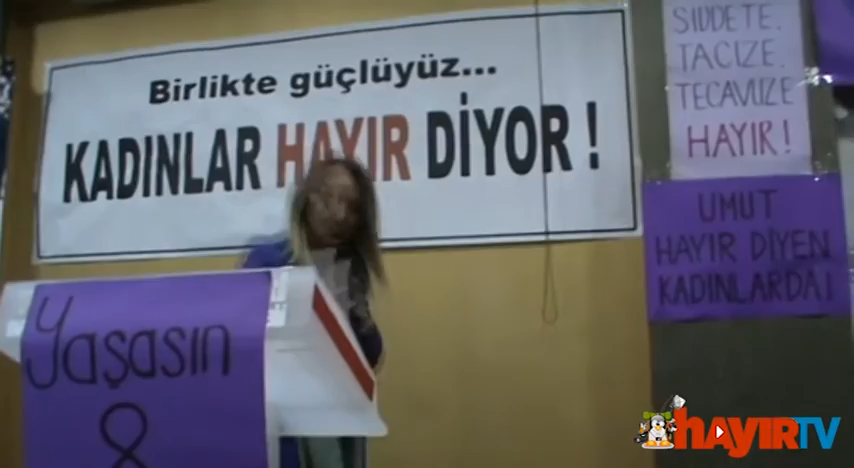 Birlikte güçlüyüz...
KADINLAR HAYIR DİYOR !
ŞİDDETE.
TACİZE.
TECAVÜZE
HAYIR!
UMUT
HAYIR DİYEN
KADINLARDA!
Yaşasın
8
HAYIRTV